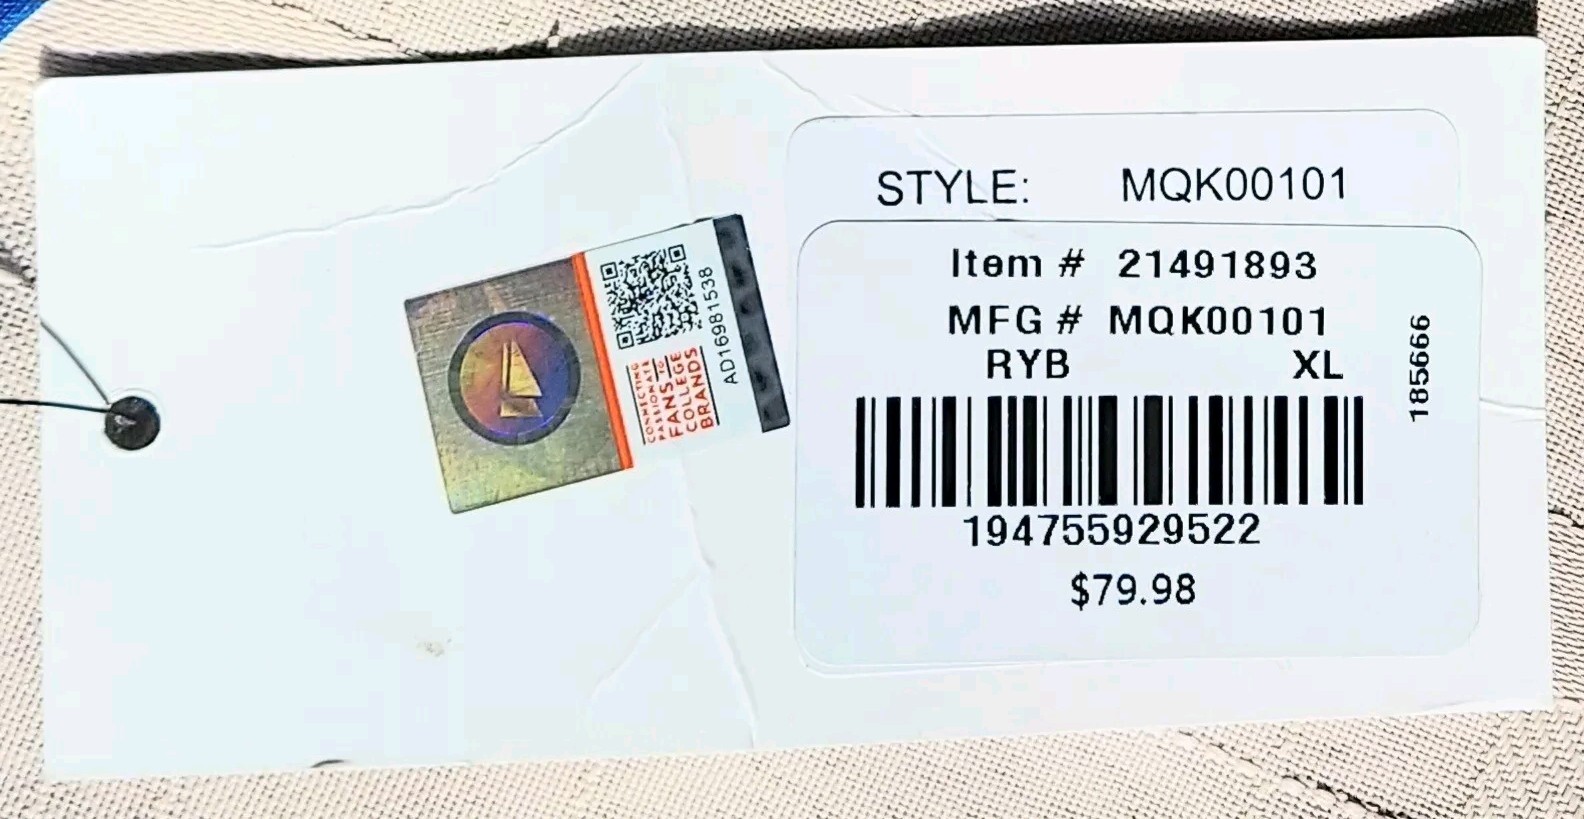 STYLE: MQK00101
Item # 21491893
MFG # MQK00101
RYB XL
194755929522
$79.98
185666
CONNECTING
PASSIONATE
FANS TO
COLLEGE
BRANDS
AD16981538